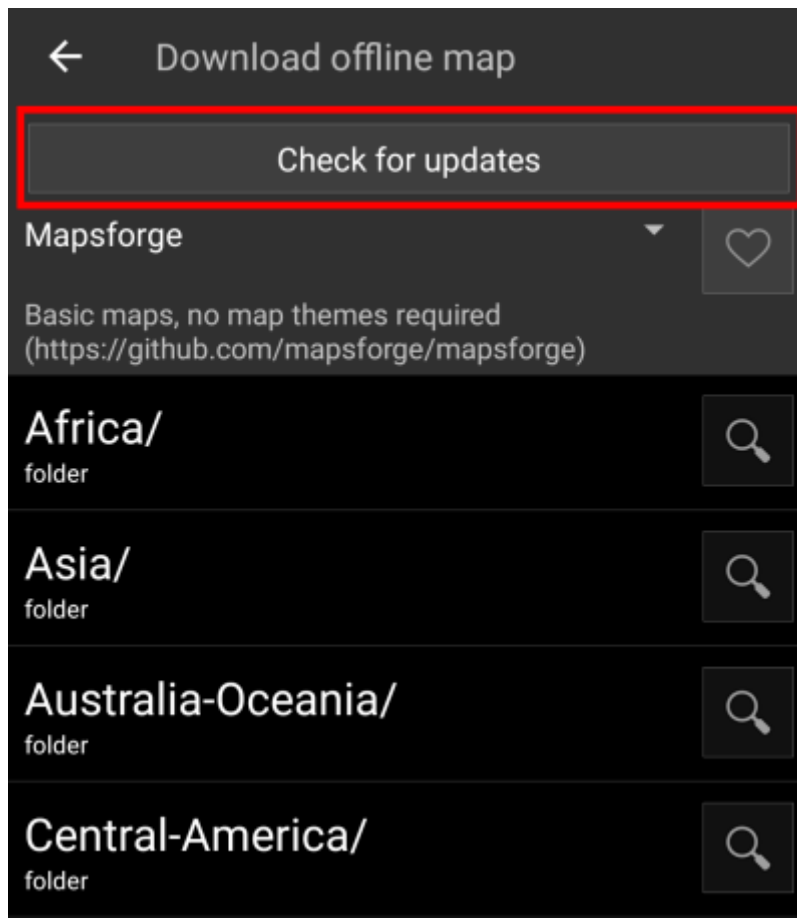 Download offline map
Check for updates
Mapsforge
Basic maps, no map themes required
(https://github.com/mapsforge/mapsforge)
Africa/
folder
Asia/
folder
Australia-Oceania/
folder
Central-America/
folder